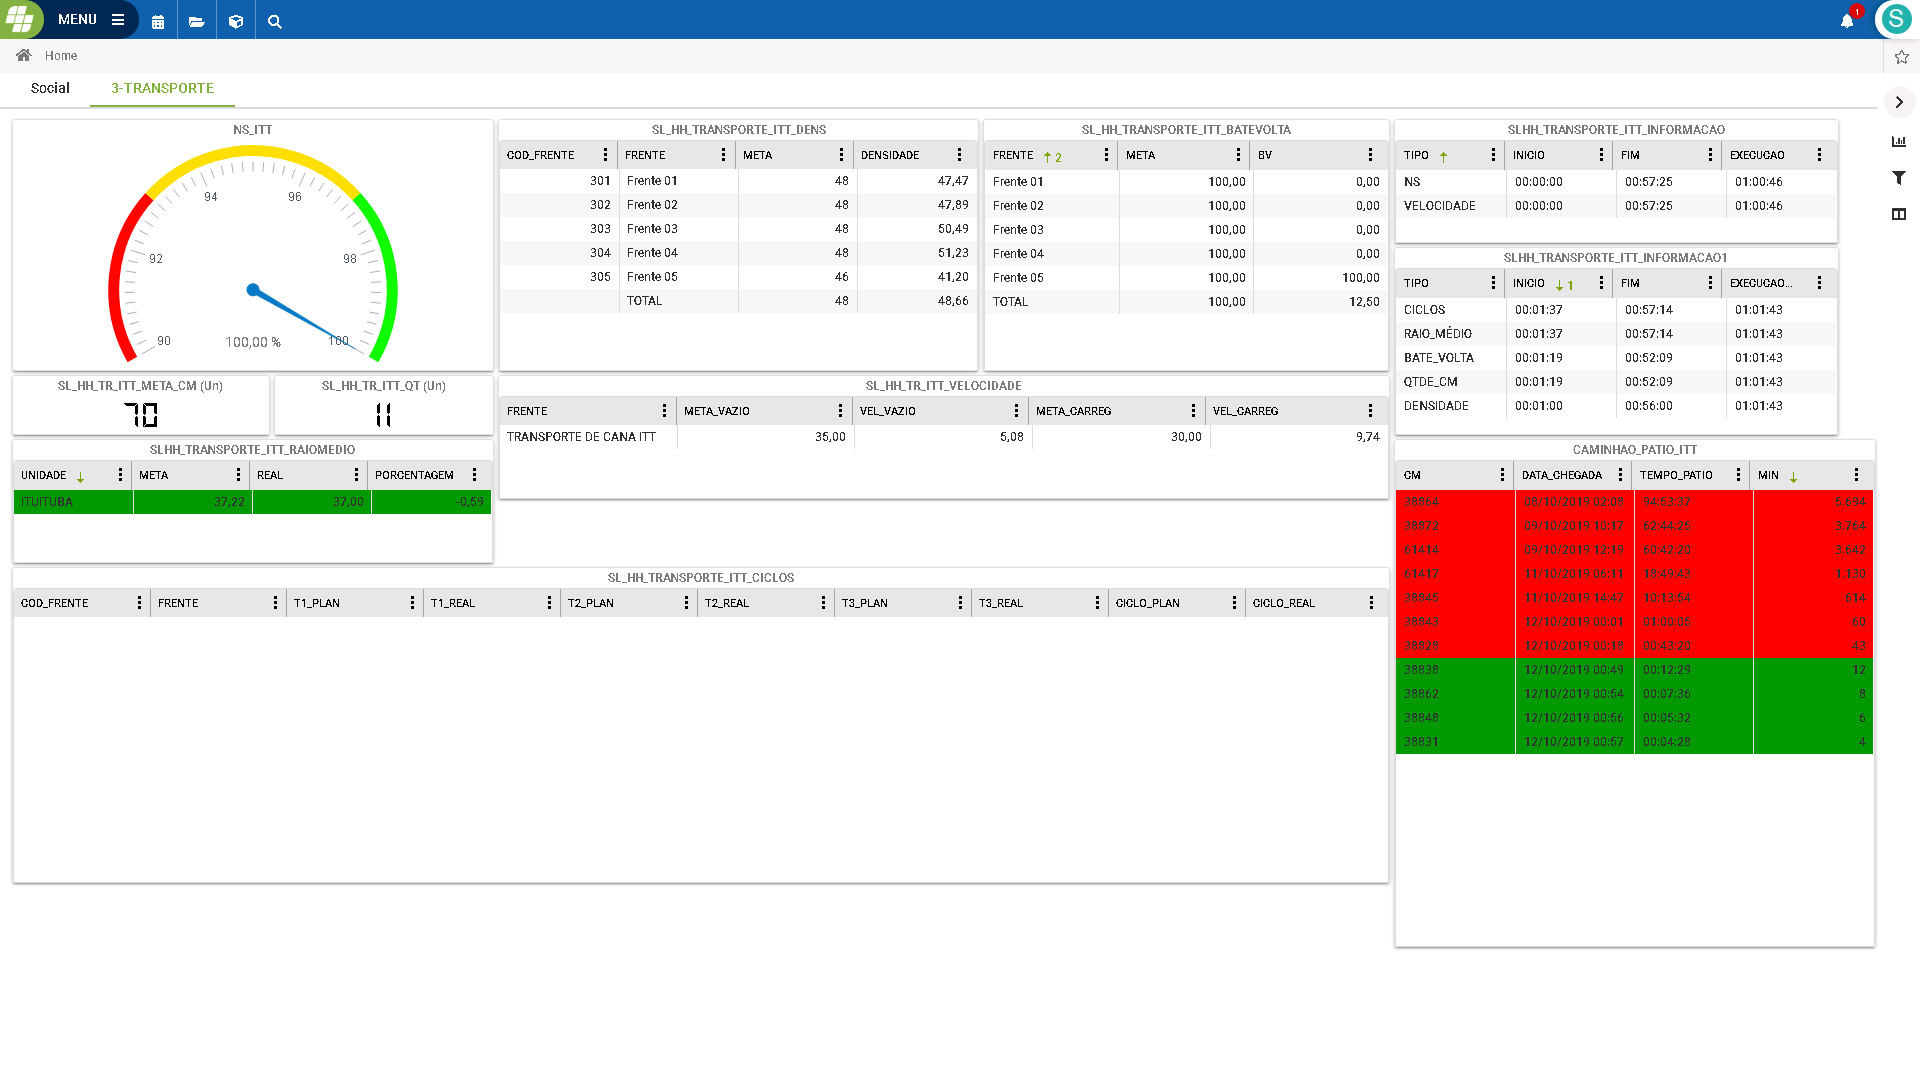 MENU
1
S
Home
Social
3-TRANSPORTE
NS_ITT
94
96
92
98
90
100
100,00 %
SL_HH_TR_ITT_META_CM (Un)
70
SL_HH_TR_ITT_QT (Un)
11
SLHH_TRANSPORTE_ITT_RAIOMEDIO
UNIDADE META REAL PORCENTAGEM
ITUITUBA 37,22 37,00 -0,59
SL_HH_TRANSPORTE_ITT_DENS
COD_FRENTE FRENTE META DENSIDADE
301 Frente 01 48 47,47
302 Frente 02 48 47,89
303 Frente 03 48 50,49
304 Frente 04 48 51,23
305 Frente 05 46 41,20
TOTAL 48 48,66
SL_HH_TRANSPORTE_ITT_BATEVOLTA
FRENTE 2 META BV
Frente 01 100,00 0,00
Frente 02 100,00 0,00
Frente 03 100,00 0,00
Frente 04 100,00 0,00
Frente 05 100,00 100,00
TOTAL 100,00 12,50
SL_HH_TR_ITT_VELOCIDADE
FRENTE META_VAZIO VEL_VAZIO META_CARREG VEL_CARREG
TRANSPORTE DE CANA ITT 35,00 5,08 30,00 9,74
SLHH_TRANSPORTE_ITT_INFORMACAO
TIPO INICIO FIM EXECUCAO
NS 00:00:00 00:57:25 01:00:46
VELOCIDADE 00:00:00 00:57:25 01:00:46
SLHH_TRANSPORTE_ITT_INFORMACAO1
TIPO INICIO 1 FIM EXECUCAO...
CICLOS 00:01:37 00:57:14 01:01:43
RAIO_MÉDIO 00:01:37 00:57:14 01:01:43
BATE_VOLTA 00:01:19 00:52:09 01:01:43
QTDE_CM 00:01:19 00:52:09 01:01:43
DENSIDADE 00:01:00 00:56:00 01:01:43
SL_HH_TRANSPORTE_ITT_CICLOS
COD_FRENTE FRENTE T1_PLAN T1_REAL T2_PLAN T2_REAL T3_PLAN T3_REAL CICLO_PLAN CICLO_REAL
CAMINHAO_PATIO_ITT
CM DATA_CHEGADA TEMPO_PATIO MIN
38864 08/10/2019 02:08 94:53:37 5.694
38872 09/10/2019 10:17 62:44:25 3.764
61414 09/10/2019 12:19 60:42:20 3.642
61417 11/10/2019 06:11 18:49:43 1.130
38845 11/10/2019 14:47 10:13:54 614
38843 12/10/2019 00:01 01:00:05 60
38828 12/10/2019 00:18 00:43:20 43
38838 12/10/2019 00:49 00:12:29 12
38862 12/10/2019 00:54 00:07:36 8
38848 12/10/2019 00:56 00:05:32 6
38831 12/10/2019 00:57 00:04:28 4